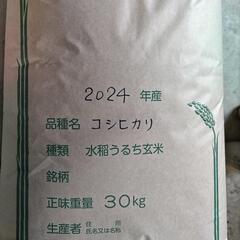 2024 年産
品種名 コシヒカリ
種類 水稲うるち玄米
銘柄
正味重量 30kg
生産者 住所
氏名又は名称